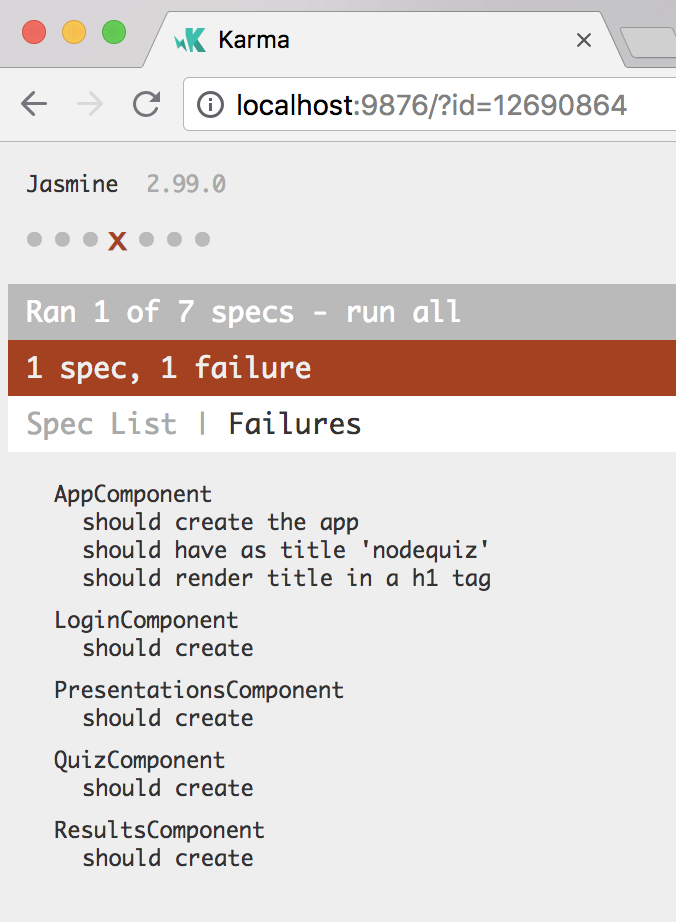 Karma
localhost:9876/?id=12690864
Jasmine 2.99.0
● ● ● x ● ● ●
Ran 1 of 7 specs - run all
1 spec, 1 failure
Spec List | Failures
AppComponent
should create the app
should have as title 'nodequiz'
should render title in a h1 tag
LoginComponent
should create
PresentationsComponent
should create
QuizComponent
should create
ResultsComponent
should create